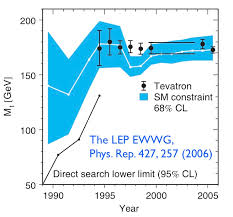 200
150
100
50
M_t [GeV]
Tevatron
SM constraint
68% CL
The LEP EWWG,
Phys. Rep. 427, 257 (2006)
Direct search lower limit (95% CL)
1990
1995
2000
2005
Year